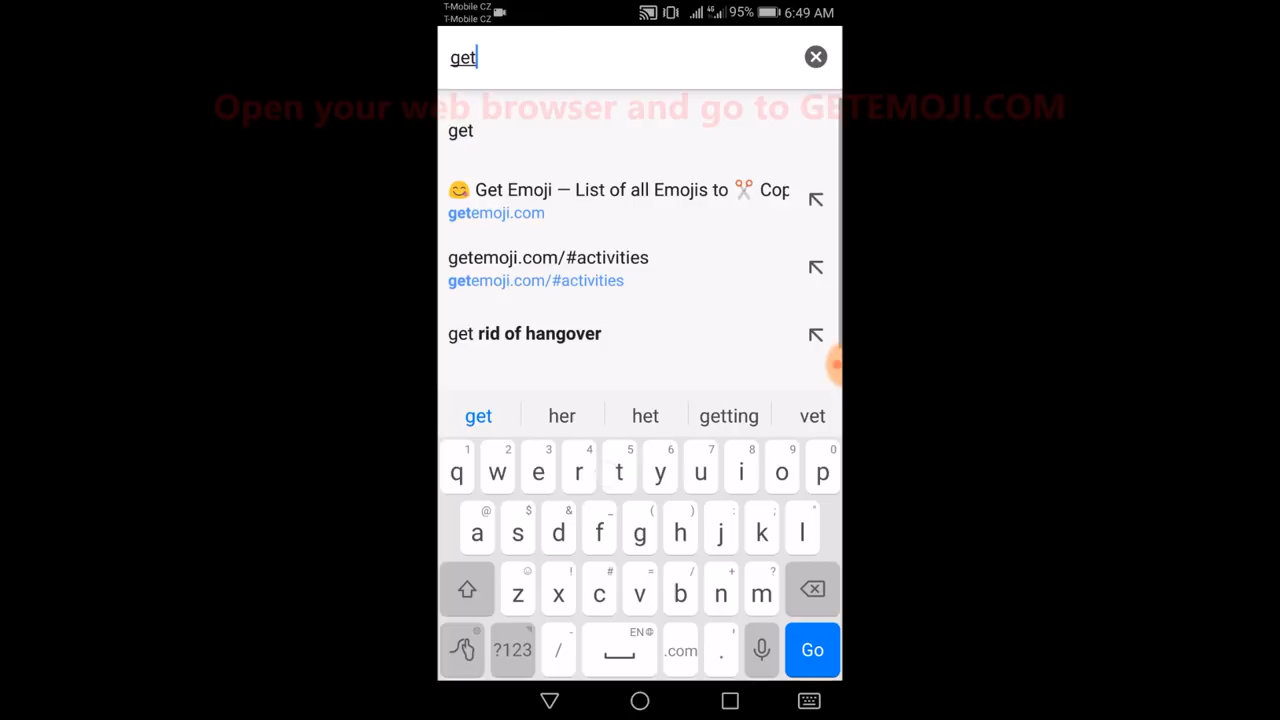 T-Mobile CZ
T-Mobile CZ
4G 95% 6:49 AM
get
Open your web browser and go to GETEMOJI.COM
get
Get Emoji — List of all Emojis to ✂️ Cop
getemoji.com
getemoji.com/#activities
getemoji.com/#activities
get rid of hangover
get her het getting vet
1 2 3 4 5 6 7 8 9 0
q w e r t y u i o p
@ $ & _ ( ) : ; "
a s d f g h j k l
! # = / + ?
z x c v b n m
- EN '
?123 / .com . Go